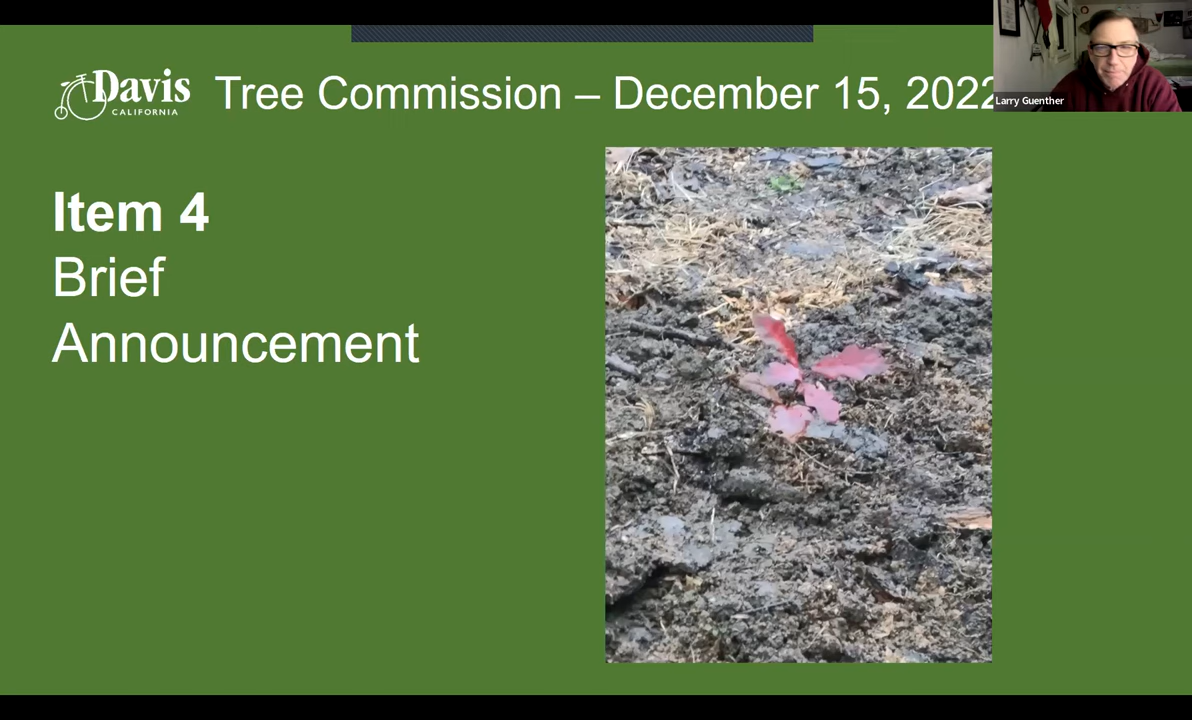 Davis
CALIFORNIA
Tree Commission – December 15, 2022
Larry Guenther
Item 4
Brief
Announcement